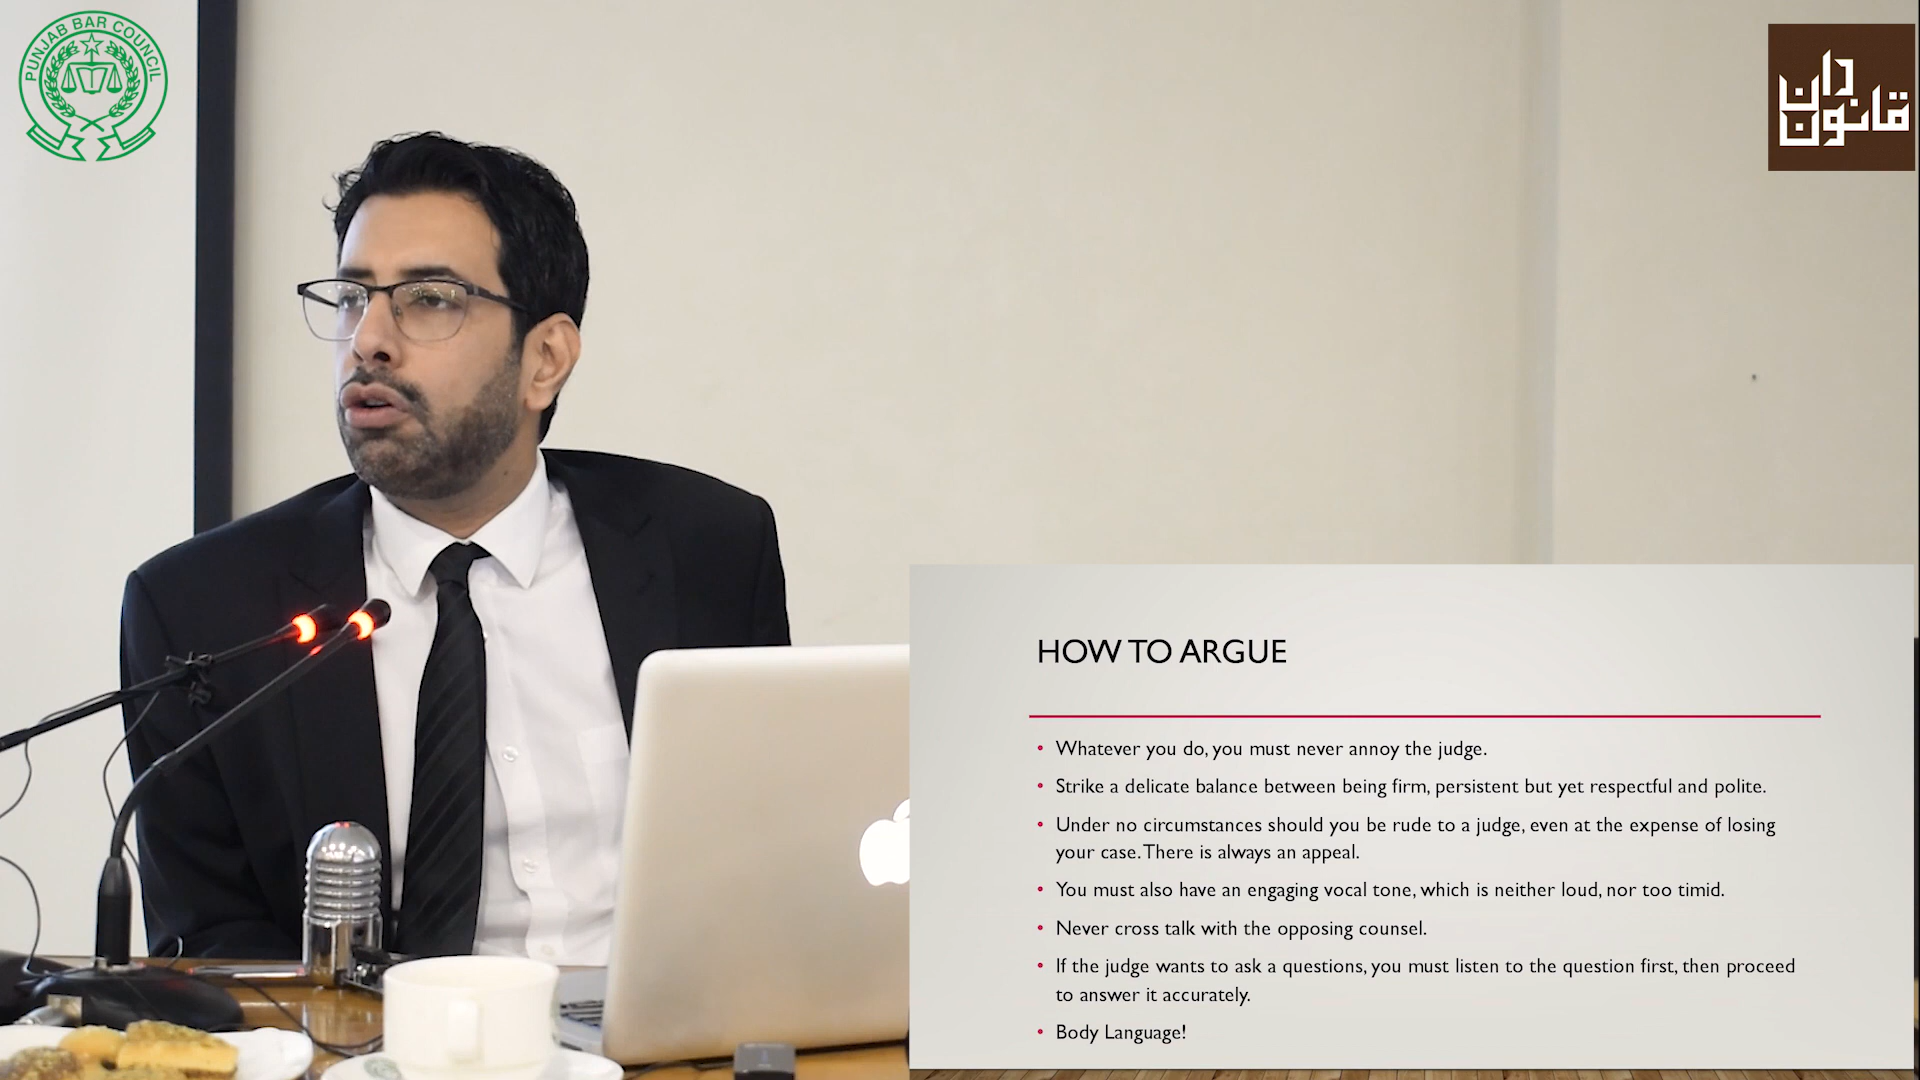 PUNJAB BAR COUNCIL
قانون دان
HOW TO ARGUE
• Whatever you do, you must never annoy the judge.
• Strike a delicate balance between being firm, persistent but yet respectful and polite.
• Under no circumstances should you be rude to a judge, even at the expense of losing
your case. There is always an appeal.
• You must also have an engaging vocal tone, which is neither loud, nor too timid.
• Never cross talk with the opposing counsel.
• If the judge wants to ask a questions, you must listen to the question first, then proceed
to answer it accurately.
• Body Language!